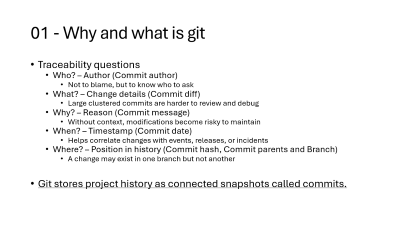 01 - Why and what is git
• Traceability questions
• Who? – Author (Commit author)
• Not to blame, but to know who to ask
• What? – Change details (Commit diff)
• Large clustered commits are harder to review and debug
• Why? – Reason (Commit message)
• Without context, modifications become risky to maintain
• When? – Timestamp (Commit date)
• Helps correlate changes with events, releases, or incidents
• Where? – Position in history (Commit hash, Commit parents and Branch)
• A change may exist in one branch but not another
• Git stores project history as connected snapshots called commits.